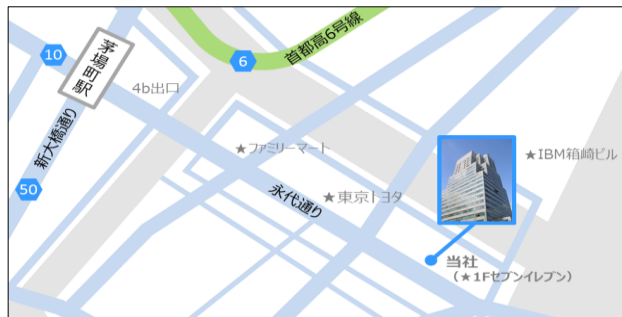 首都高6号線
茅場町駅
10
6
4b出口
新大橋通り
★ファミリーマート
★IBM箱崎ビル
50
永代通り
★東京トヨタ
当社
(★1Fセブンイレブン)